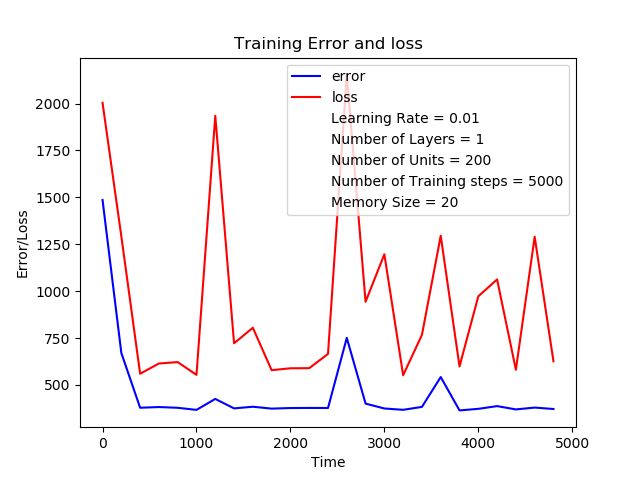 Training Error and loss
error
loss
Learning Rate = 0.01
Number of Layers = 1
Number of Units = 200
Number of Training steps = 5000
Memory Size = 20
Error/Loss
2000
1750
1500
1250
1000
750
500
0 1000 2000 3000 4000 5000
Time